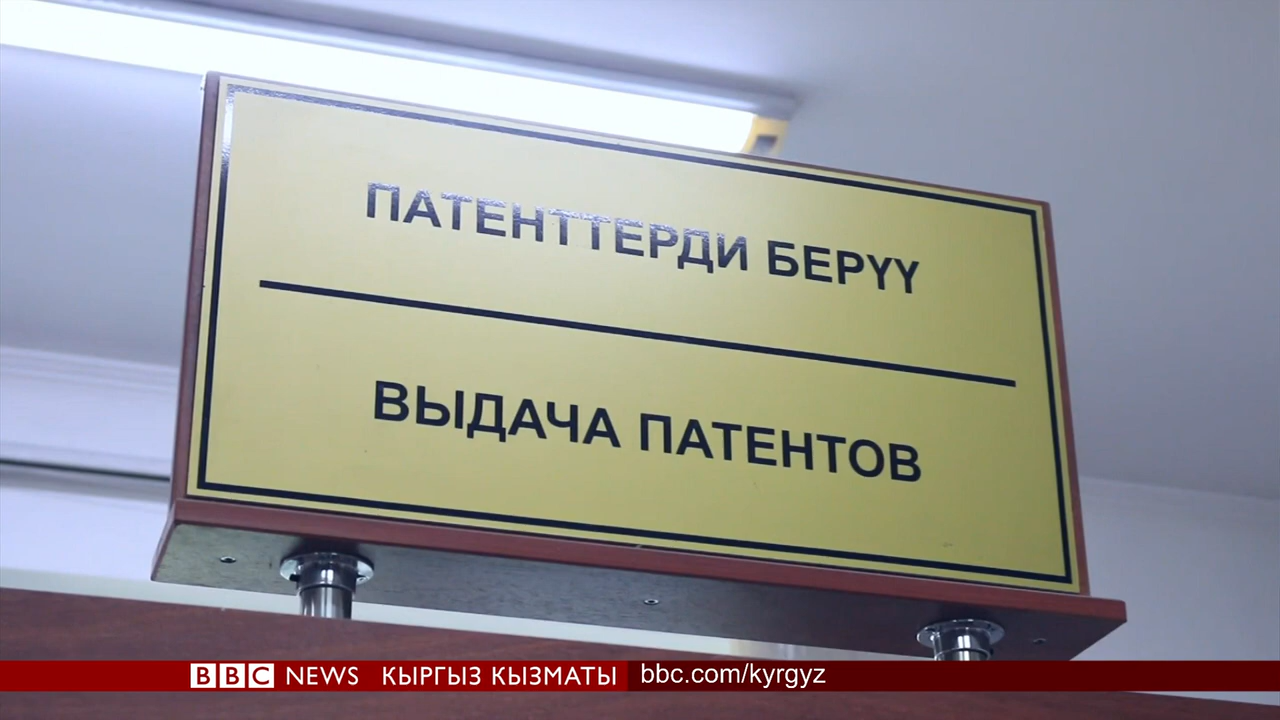 ПАТЕНТТЕРДИ БЕРҮҮ
ВЫДАЧА ПАТЕНТОВ
BBC NEWS КЫРГЫЗ КЫЗМАТЫ bbc.com/kyrgyz